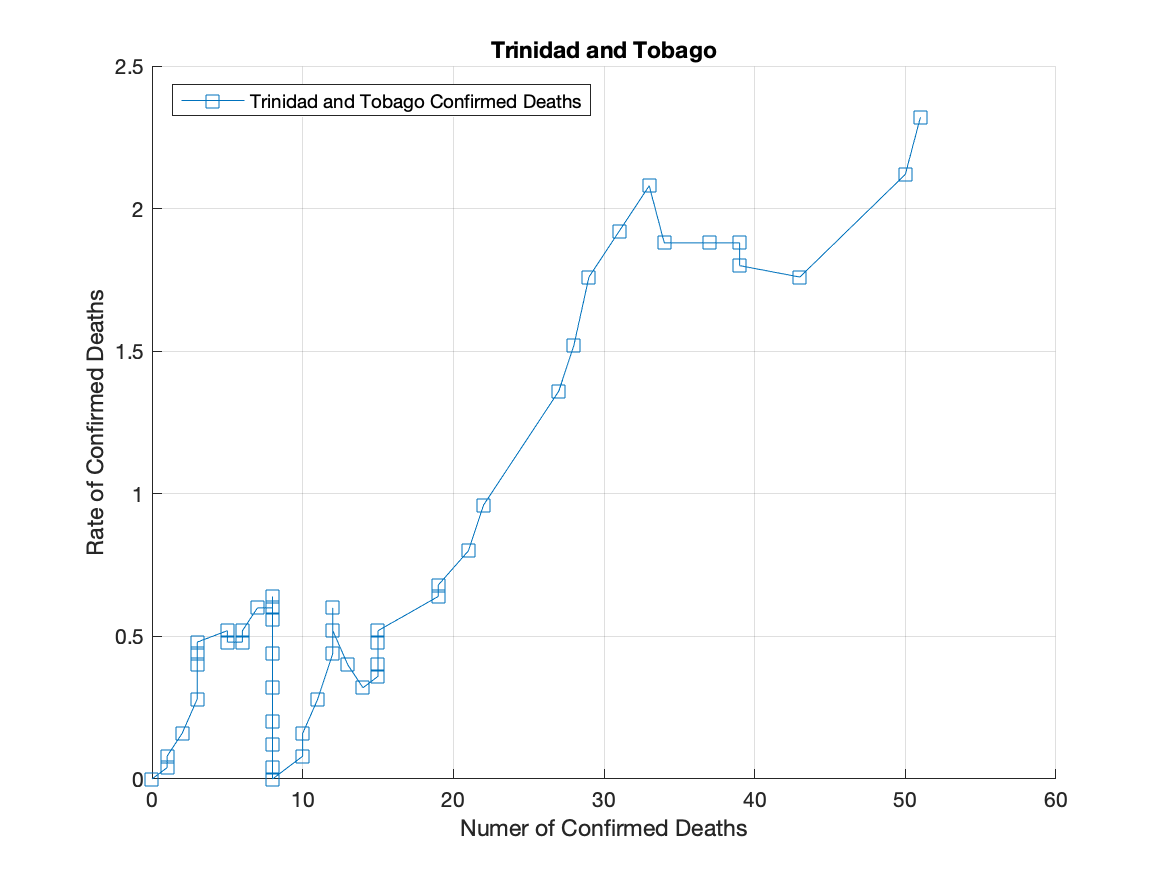 Trinidad and Tobago
2.5
Trinidad and Tobago Confirmed Deaths
2
1.5
1
0.5
0
Rate of Confirmed Deaths
0 10 20 30 40 50 60
Numer of Confirmed Deaths